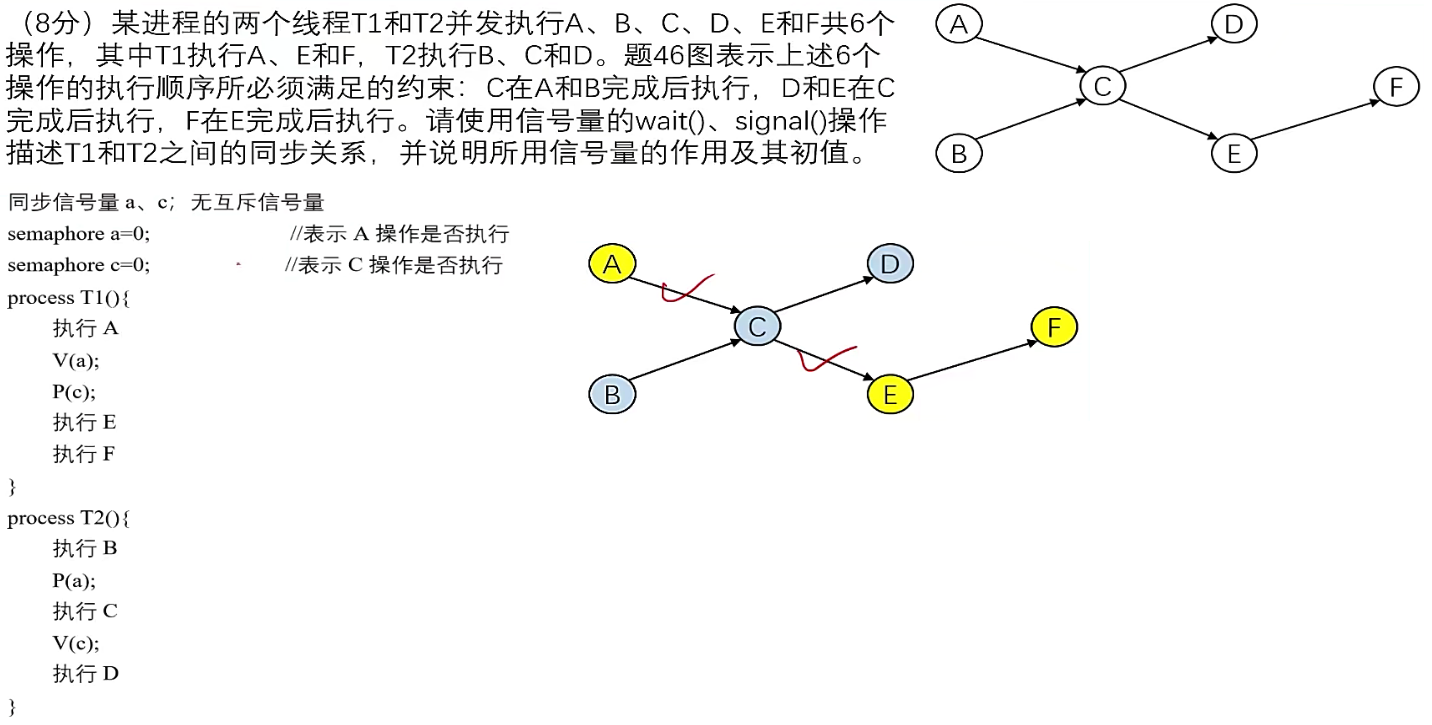 （8分）某进程的两个线程T1和T2并发执行A、B、C、D、E和F共6个
操作，其中T1执行A、E和F，T2执行B、C和D。题46图表示上述6个
操作的执行顺序所必须满足的约束：C在A和B完成后执行，D和E在C
完成后执行，F在E完成后执行。请使用信号量的wait()、signal()操作
描述T1和T2之间的同步关系，并说明所用信号量的作用及其初值。
A
D
C
F
B
E
同步信号量 a、c；无互斥信号量
semaphore a=0; //表示 A 操作是否执行
semaphore c=0; //表示 C 操作是否执行
process T1(){
执行 A
V(a);
P(c);
执行 E
执行 F
}
process T2(){
执行 B
P(a);
执行 C
V(c);
执行 D
}
A
D
C
F
B
E